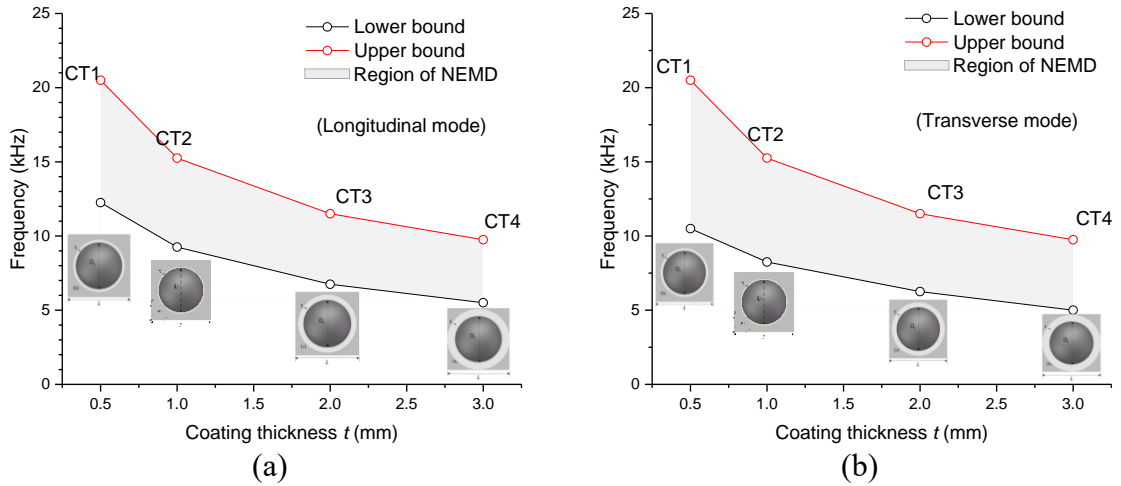 25
20
15
10
5
0
Frequency (kHz)
Lower bound
Upper bound
Region of NEMD
(Longitudinal mode)
CT1
CT2
CT3
CT4
0.5 1.0 1.5 2.0 2.5 3.0
Coating thickness t (mm)
(a)
25
20
15
10
5
0
Frequency (kHz)
Lower bound
Upper bound
Region of NEMD
(Transverse mode)
CT1
CT2
CT3
CT4
0.5 1.0 1.5 2.0 2.5 3.0
Coating thickness t (mm)
(b)